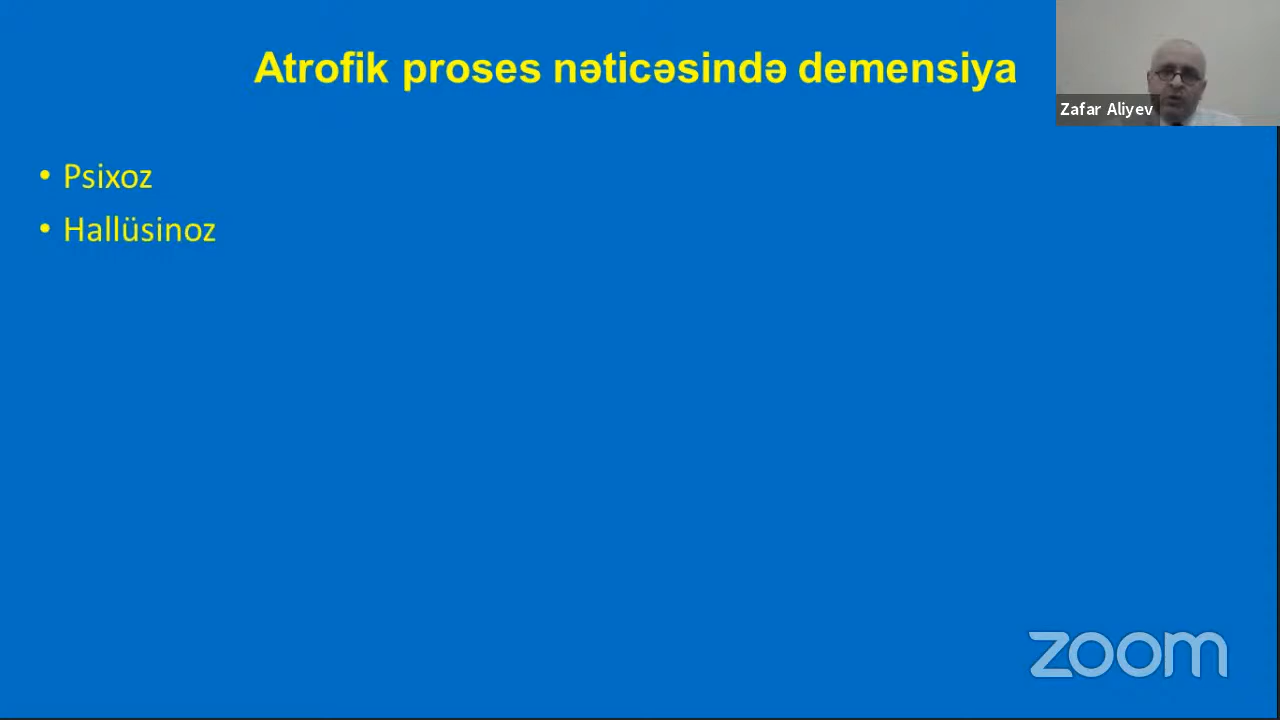 Atrofik proses nəticəsində demensiya
Zafar Aliyev
• Psixoz
• Hallüsinoz
zoom